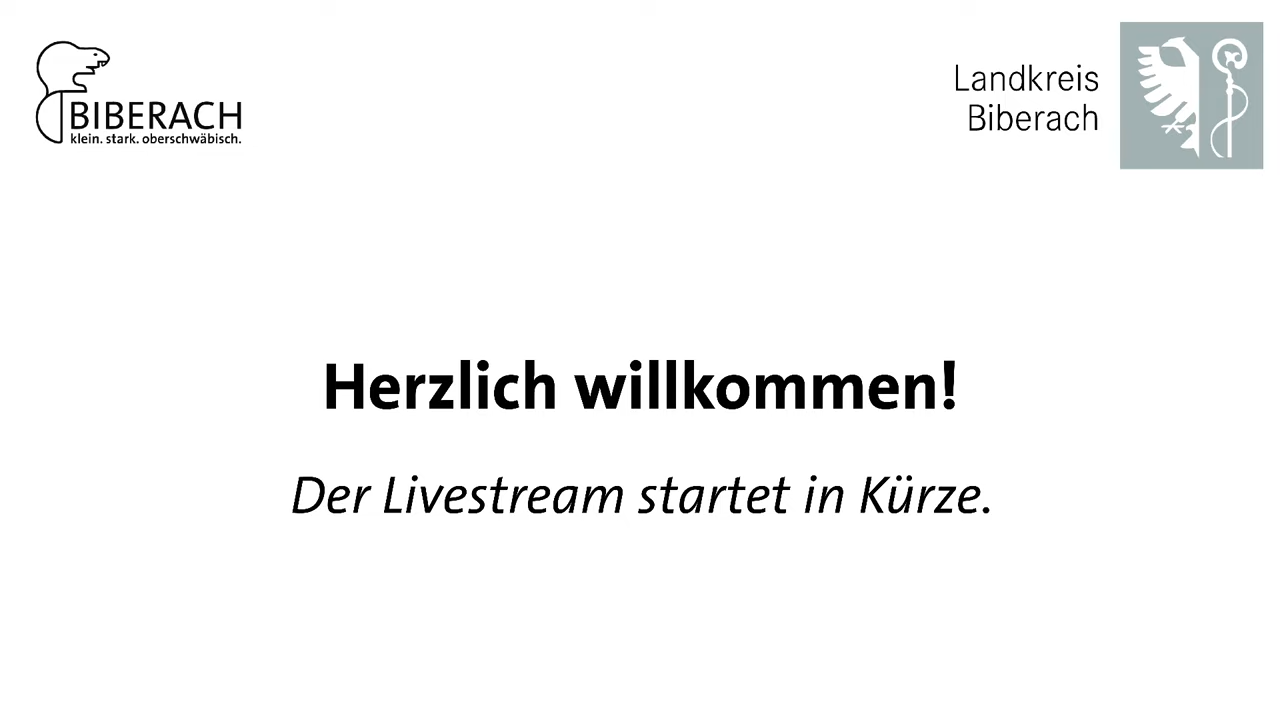 BIBERACH
klein. stark. oberschwäbisch.
Landkreis
Biberach
Herzlich willkommen!
Der Livestream startet in Kürze.